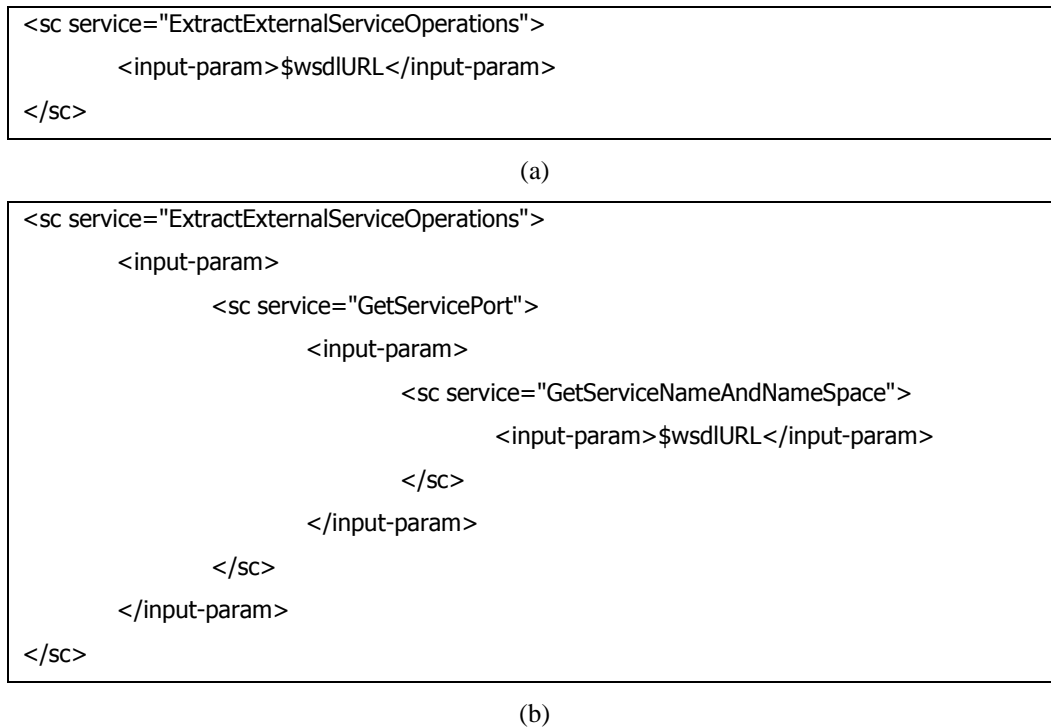 <sc service="ExtractExternalServiceOperations">
<input-param>$wsdlURL</input-param>
</sc>
(a)
<sc service="ExtractExternalServiceOperations">
<input-param>
<sc service="GetServicePort">
<input-param>
<sc service="GetServiceNameAndNameSpace">
<input-param>$wsdlURL</input-param>
</sc>
</input-param>
</sc>
</input-param>
</sc>
(b)